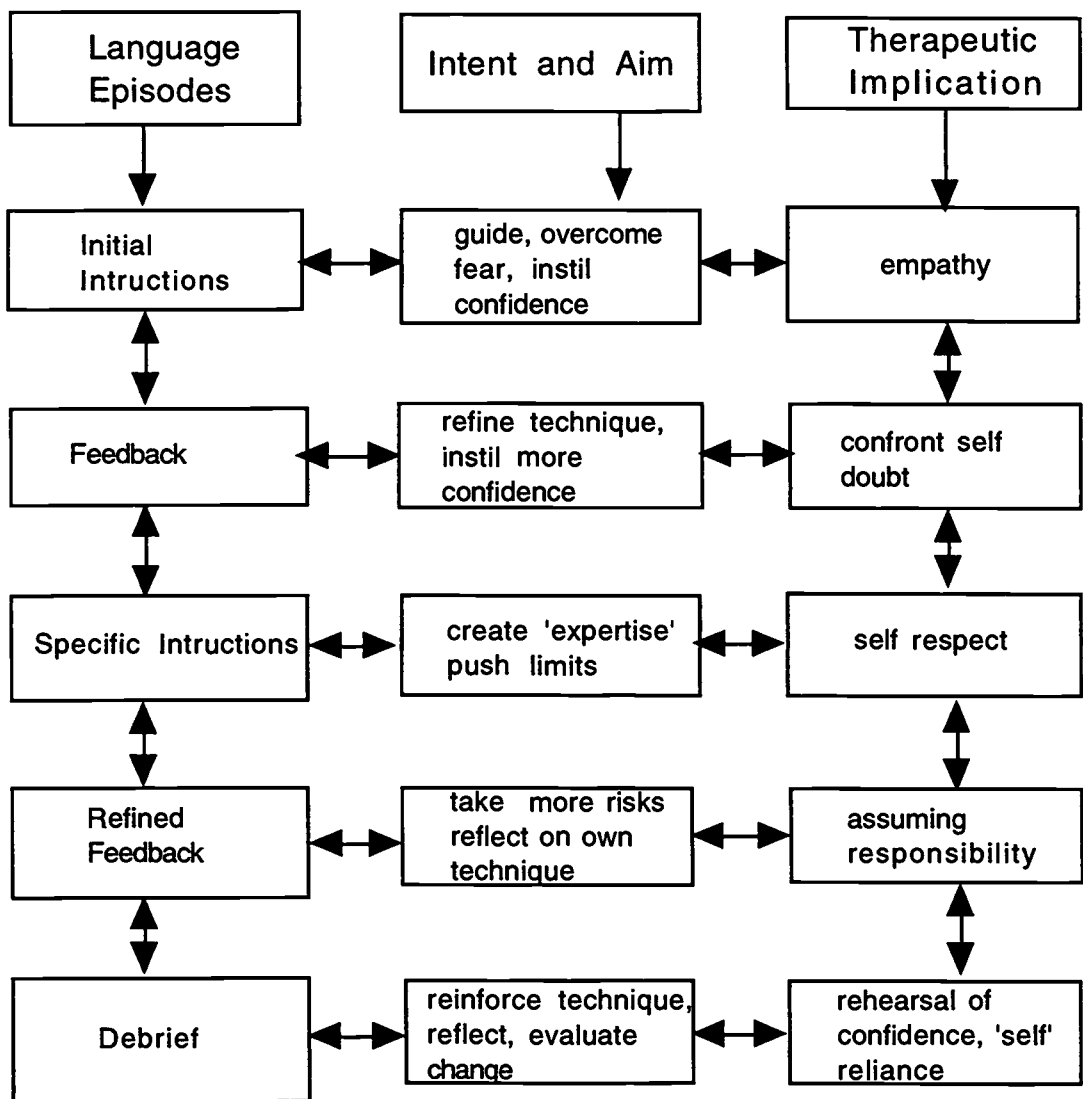 Language
Episodes
Intent and Aim
Therapeutic
Implication
Initial
Intructions
guide, overcome
fear, instil
confidence
empathy
Feedback
refine technique,
instil more
confidence
confront self
doubt
Specific Intructions
create 'expertise'
push limits
self respect
Refined
Feedback
take more risks
reflect on own
technique
assuming
responsibility
Debrief
reinforce technique,
reflect, evaluate
change
rehearsal of
confidence, 'self'
reliance